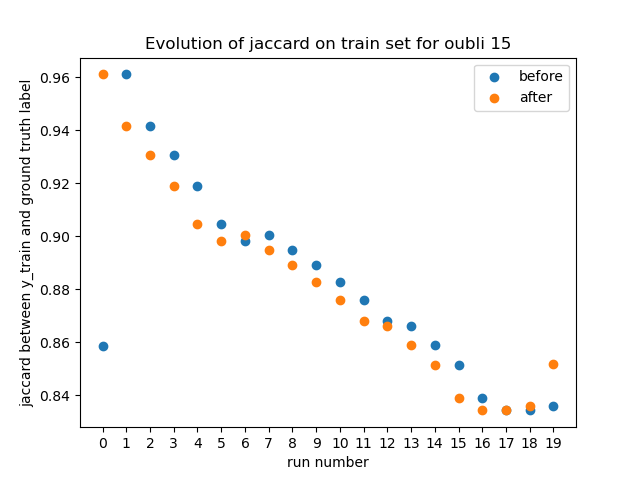 Evolution of jaccard on train set for oubli 15
before
after
jaccard between y_train and ground truth label
0.96
0.94
0.92
0.90
0.88
0.86
0.84
0 1 2 3 4 5 6 7 8 9 10 11 12 13 14 15 16 17 18 19
run number